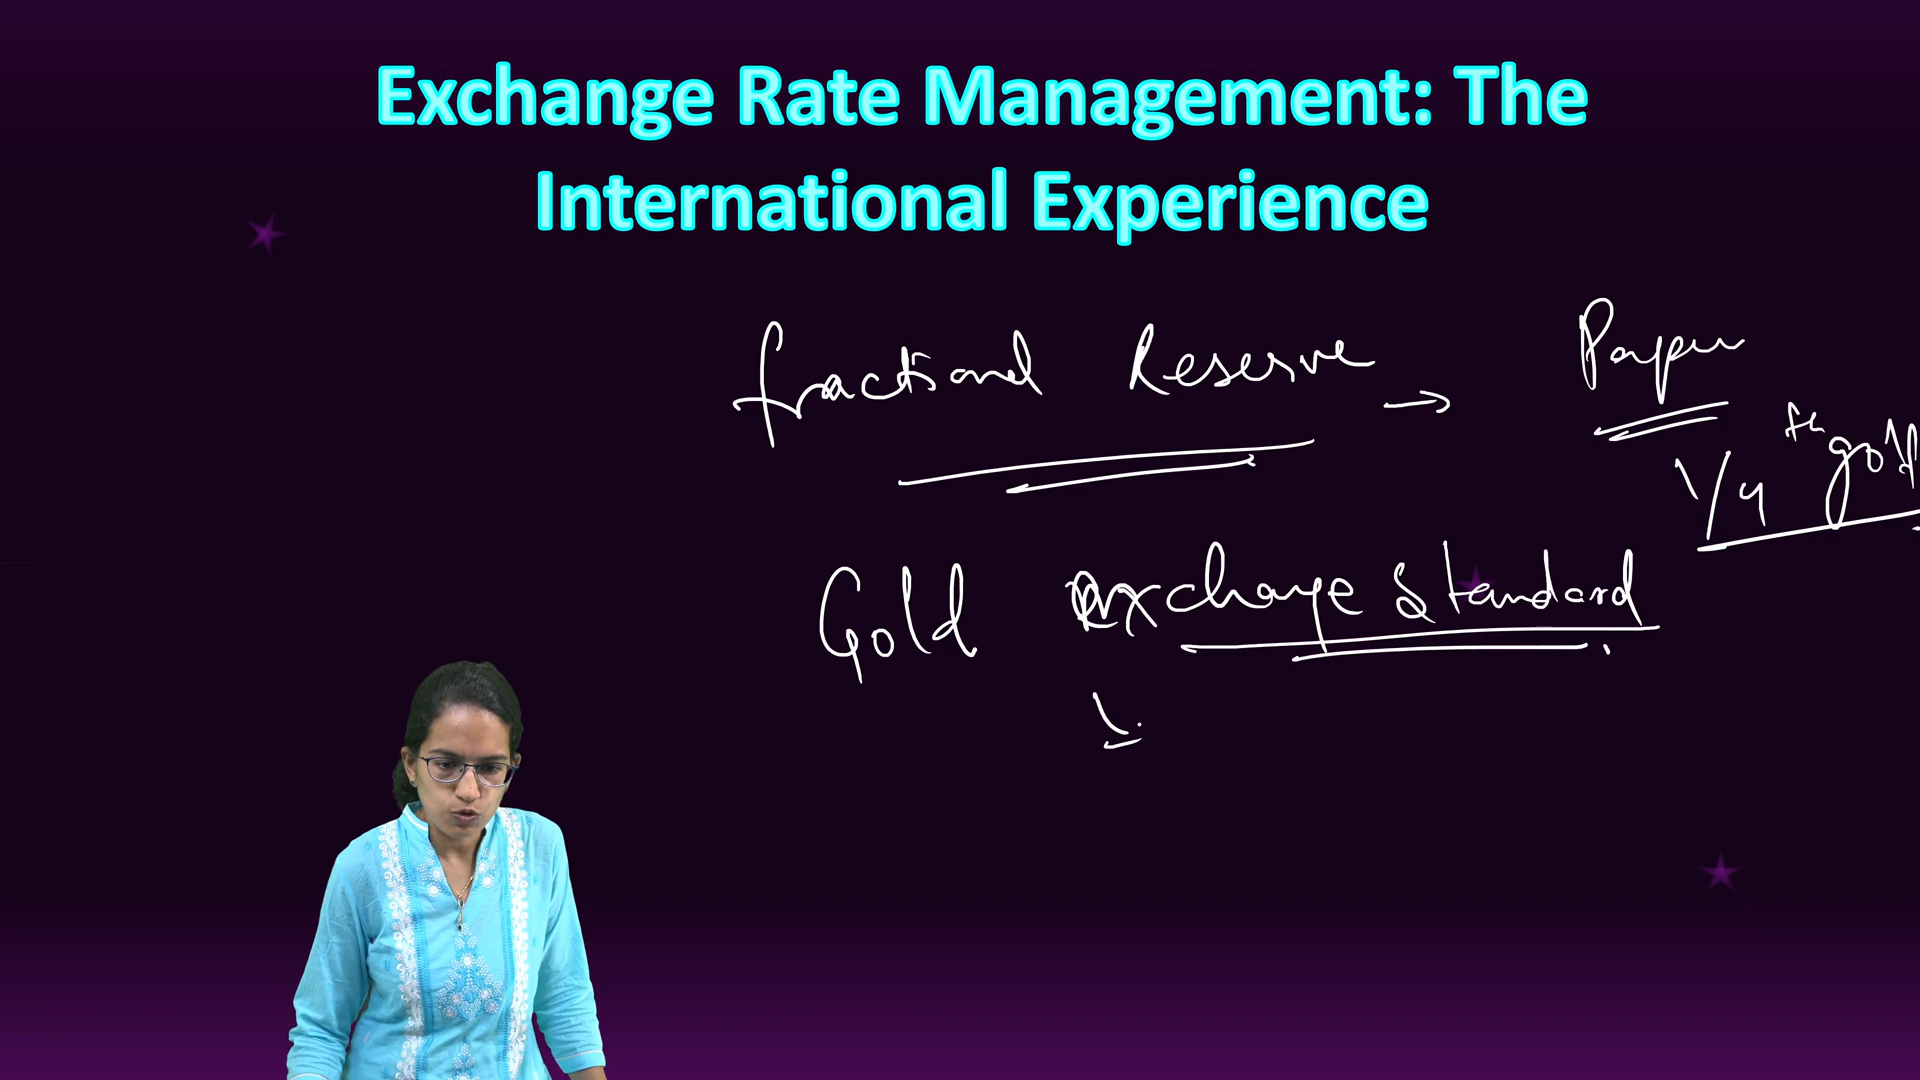 Exchange Rate Management: The
International Experience
fractional Reserve → Paper
1/4 th gold
Gold exchange standard